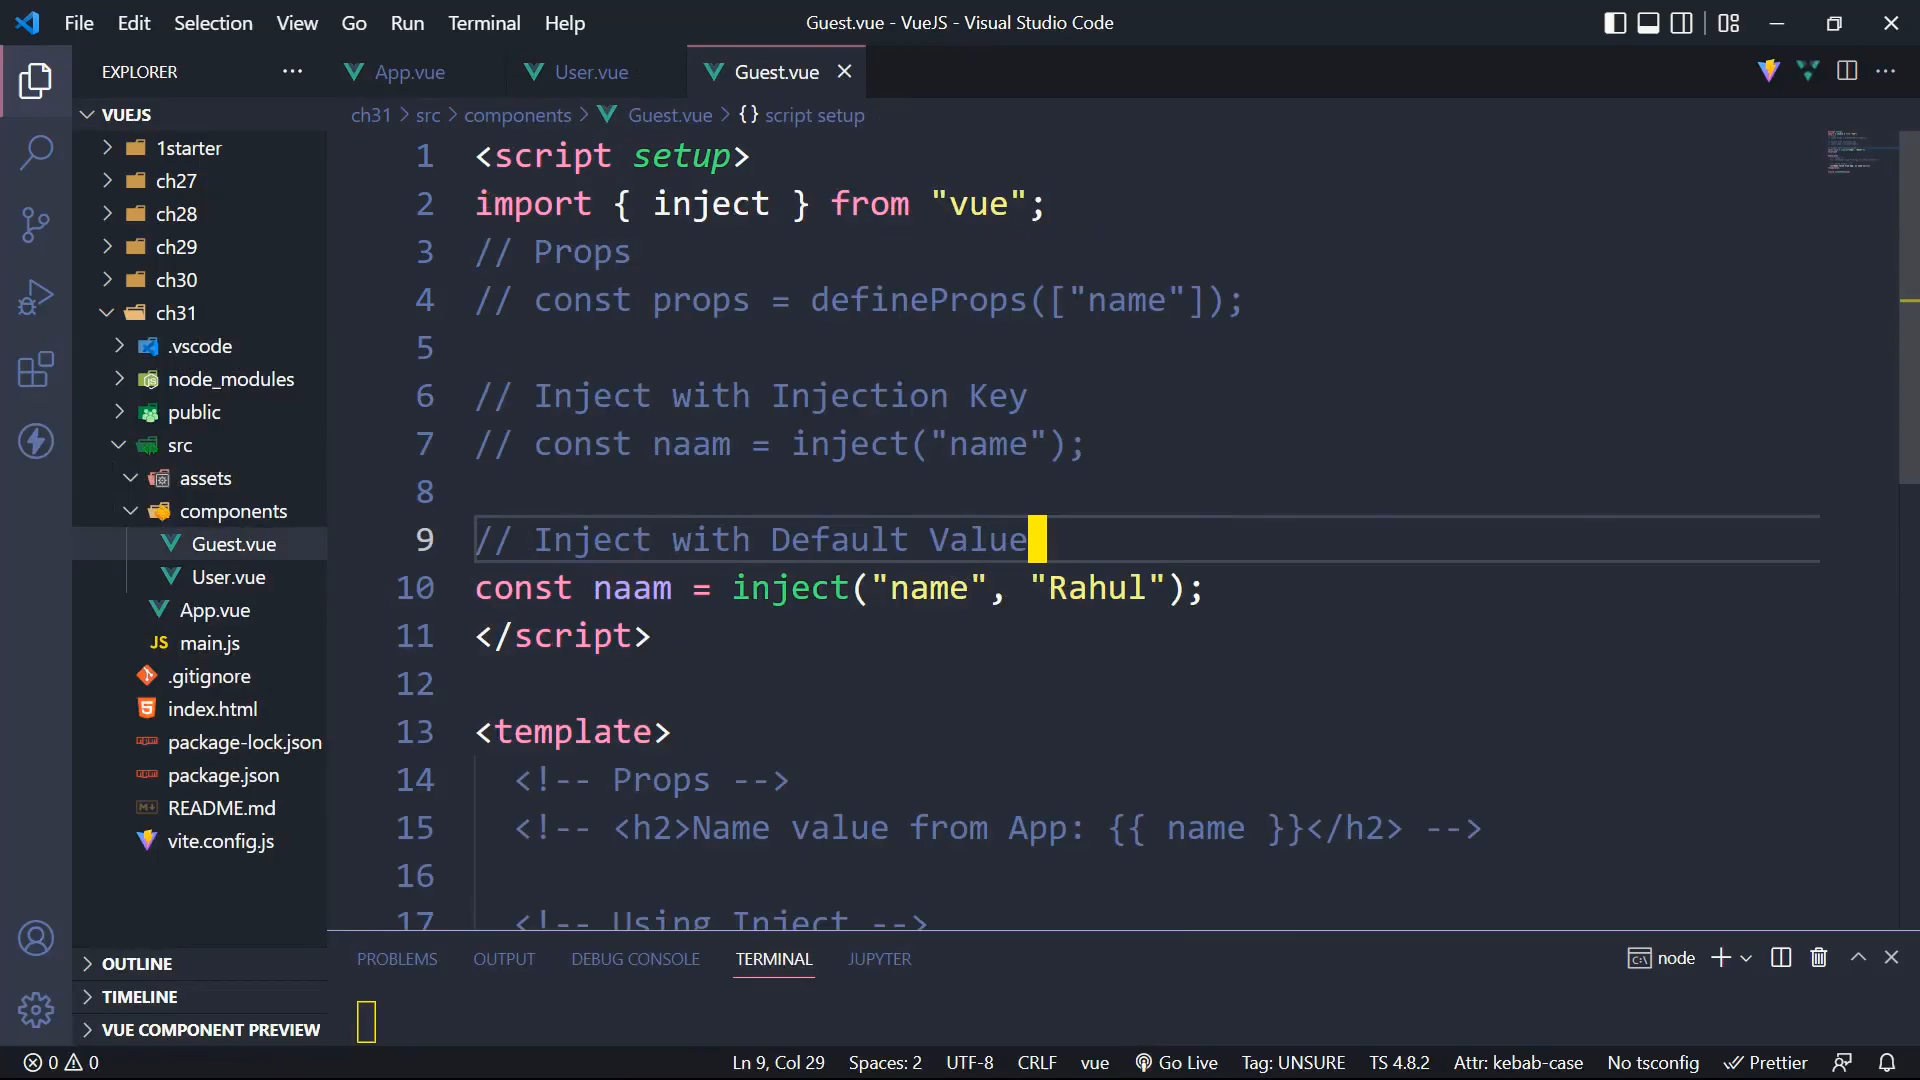 File Edit Selection View Go Run Terminal Help
Guest.vue - VueJS - Visual Studio Code
EXPLORER
App.vue
User.vue
Guest.vue
VUEJS
ch31 > src > components > Guest.vue > {} script setup
1starter
ch27
ch28
ch29
ch30
ch31
.vscode
node_modules
public
src
assets
components
Guest.vue
User.vue
App.vue
JS main.js
.gitignore
index.html
package-lock.json
package.json
README.md
vite.config.js
OUTLINE
TIMELINE
VUE COMPONENT PREVIEW
1 <script setup>
2 import { inject } from "vue";
3 // Props
4 // const props = defineProps(["name"]);
5
6 // Inject with Injection Key
7 // const naam = inject("name");
8
9 // Inject with Default Value
10 const naam = inject("name", "Rahul");
11 </script>
12
13 <template>
14 <!-- Props -->
15 <!-- <h2>Name value from App: {{ name }}</h2> -->
16
17 <!-- Using Inject -->
PROBLEMS OUTPUT DEBUG CONSOLE TERMINAL JUPYTER
node
0 0
Ln 9, Col 29 Spaces: 2 UTF-8 CRLF vue Go Live Tag: UNSURE TS 4.8.2 Attr: kebab-case No tsconfig Prettier